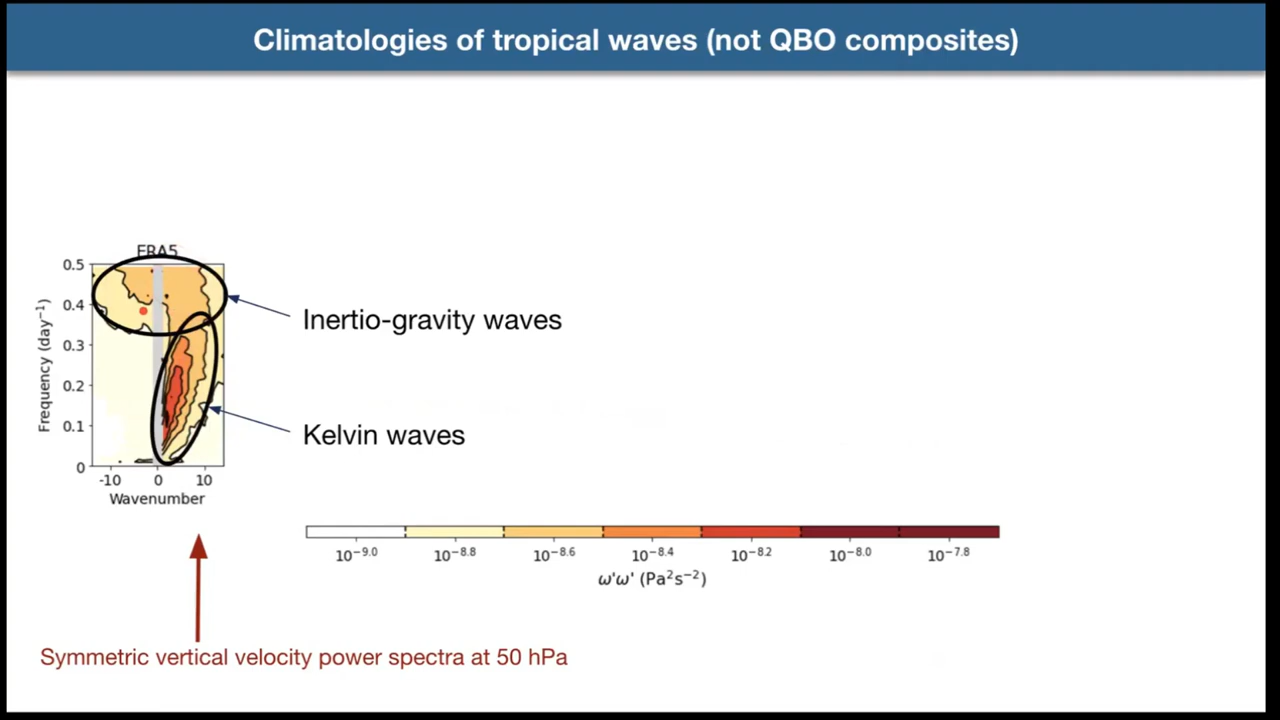 Climatologies of tropical waves (not QBO composites)
ERA5
0.5
0.4
0.3
0.2
0.1
0
Frequency (day⁻¹)
-10 0 10
Wavenumber
Inertio-gravity waves
Kelvin waves
10⁻⁹·⁰ 10⁻⁸·⁸ 10⁻⁸·⁶ 10⁻⁸·⁴ 10⁻⁸·² 10⁻⁸·⁰ 10⁻⁷·⁸
ω'ω' (Pa²s⁻²)
Symmetric vertical velocity power spectra at 50 hPa